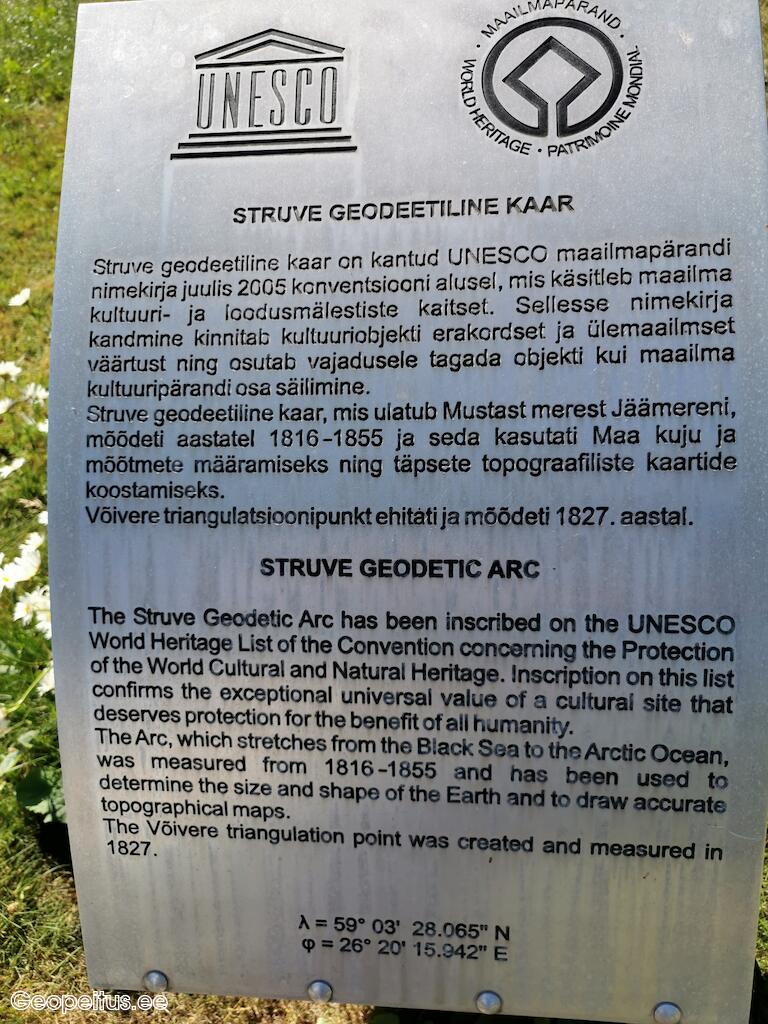 UNESCO
· MAAILMAPÄRAND · WORLD HERITAGE · PATRIMOINE MONDIAL
STRUVE GEODEETILINE KAAR
Struve geodeetiline kaar on kantud UNESCO maailmapärandi
nimekirja juulis 2005 konventsiooni alusel, mis käsitleb maailma
kultuuri- ja loodusmälestiste kaitset. Sellesse nimekirja
kandmine kinnitab kultuuriobjekti erakordset ja ülemaailmset
väärtust ning osutab vajadusele tagada objekti kui maailma
kultuuripärandi osa säilimine.
Struve geodeetiline kaar, mis ulatub Mustast merest Jäämereni,
mõõdeti aastatel 1816-1855 ja seda kasutati Maa kuju ja
mõõtmete määramiseks ning täpsete topograafiliste kaartide
koostamiseks.
Võivere triangulatsioonipunkt ehitati ja mõõdeti 1827. aastal.
STRUVE GEODETIC ARC
The Struve Geodetic Arc has been inscribed on the UNESCO
World Heritage List of the Convention concerning the Protection
of the World Cultural and Natural Heritage. Inscription on this list
confirms the exceptional universal value of a cultural site that
deserves protection for the benefit of all humanity.
The Arc, which stretches from the Black Sea to the Arctic Ocean,
was measured from 1816-1855 and has been used to
determine the size and shape of the Earth and to draw accurate
topographical maps.
The Võivere triangulation point was created and measured in
1827.
λ = 59° 03' 28.065" N
φ = 26° 20' 15.942" E
Geopeitus.ee